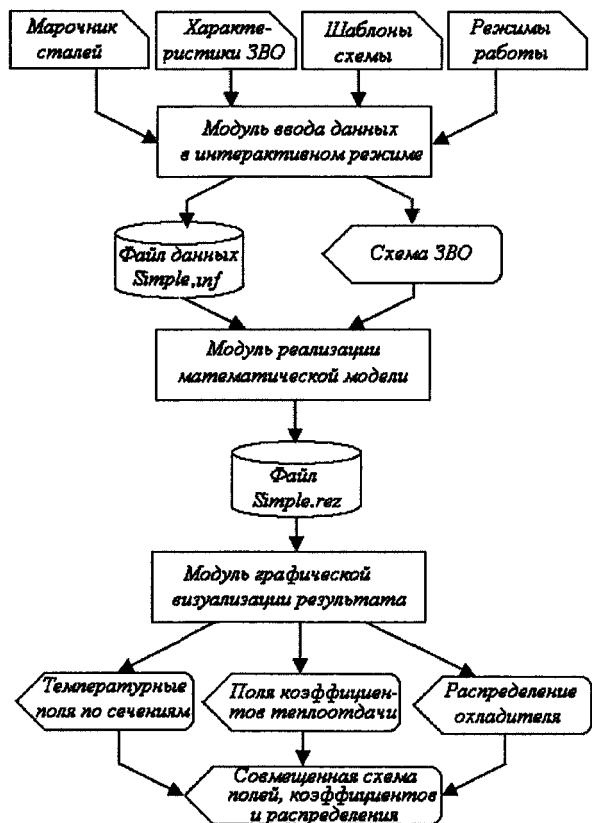 Марочник
сталей
Характе-
ристики ЗВО
Шаблоны
схемы
Режимы
работы
Модуль ввода данных
в интерактивном режиме
Файл данных
Simple,inf
Схема ЗВО
Модуль реализации
математической модели
Файл
Simple.rez
Модуль графической
визуализации результата
Температурные
поля по сечениям
Поля коэффициен-
тов теплоотдачи
Распределение
охладителя
Совмещенная схема
полей, коэффициентов
и распределения